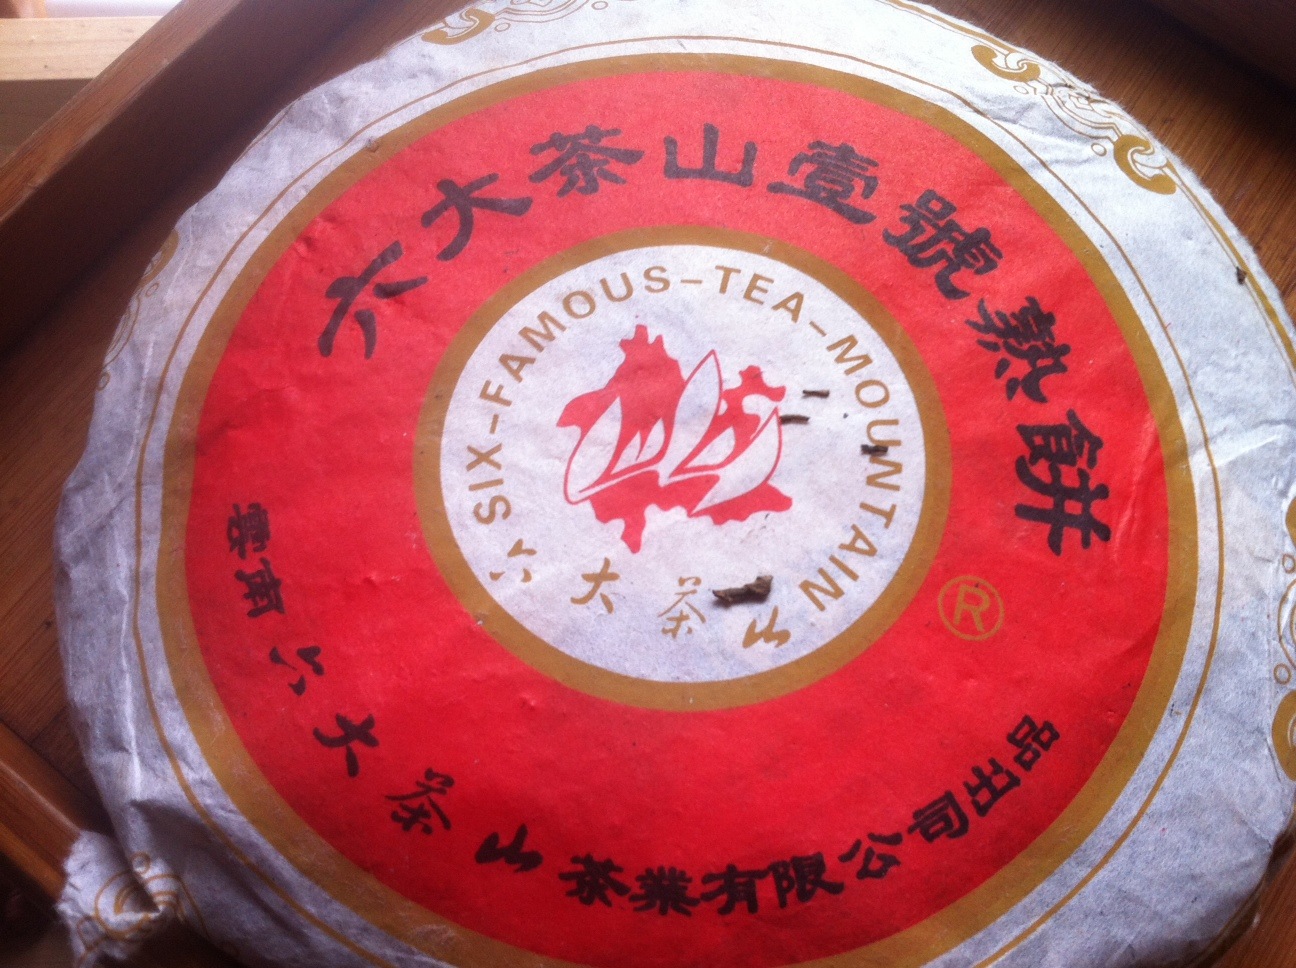 六大茶山壹號熟餅
SIX-FAMOUS-TEA-MOUNTAIN
六大茶山
®
雲南六大茶山茶業有限公司出品